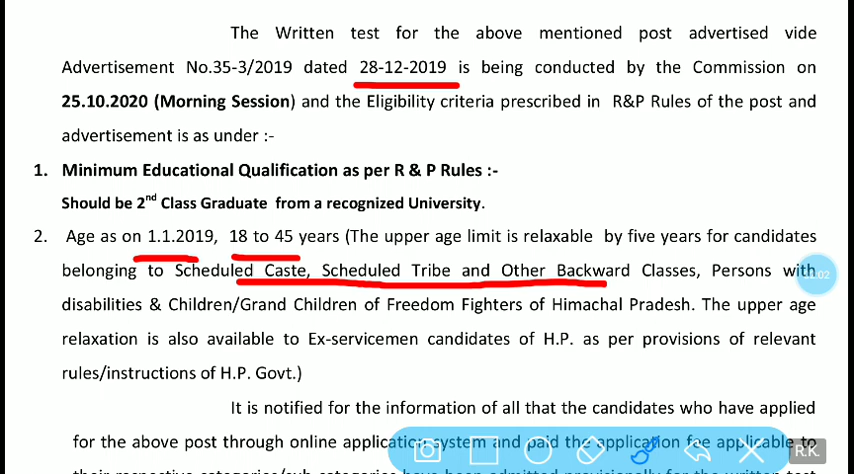 The Written test for the above mentioned post advertised vide
Advertisement No.35-3/2019 dated 28-12-2019 is being conducted by the Commission on
25.10.2020 (Morning Session) and the Eligibility criteria prescribed in R&P Rules of the post and
advertisement is as under :-
1. Minimum Educational Qualification as per R & P Rules :-
Should be 2nd Class Graduate from a recognized University.
2. Age as on 1.1.2019, 18 to 45 years (The upper age limit is relaxable by five years for candidates
belonging to Scheduled Caste, Scheduled Tribe and Other Backward Classes, Persons with
disabilities & Children/Grand Children of Freedom Fighters of Himachal Pradesh. The upper age
relaxation is also available to Ex-servicemen candidates of H.P. as per provisions of relevant
rules/instructions of H.P. Govt.)
It is notified for the information of all that the candidates who have applied
for the above post through online application system and paid the application fee applicable to
R.K.